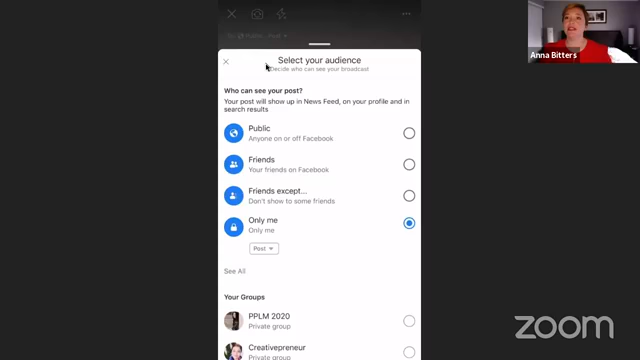 Select your audience
Decide who can see your broadcast
Who can see your post?
Your post will show up in News Feed, on your profile and in
search results
Public
Anyone on or off Facebook
Friends
Your friends on Facebook
Friends except...
Don't show to some friends
Only me
Only me
Post
See All
Your Groups
PPLM 2020
Private group
Creativepreneur
Private group
Anna Bitters
zoom